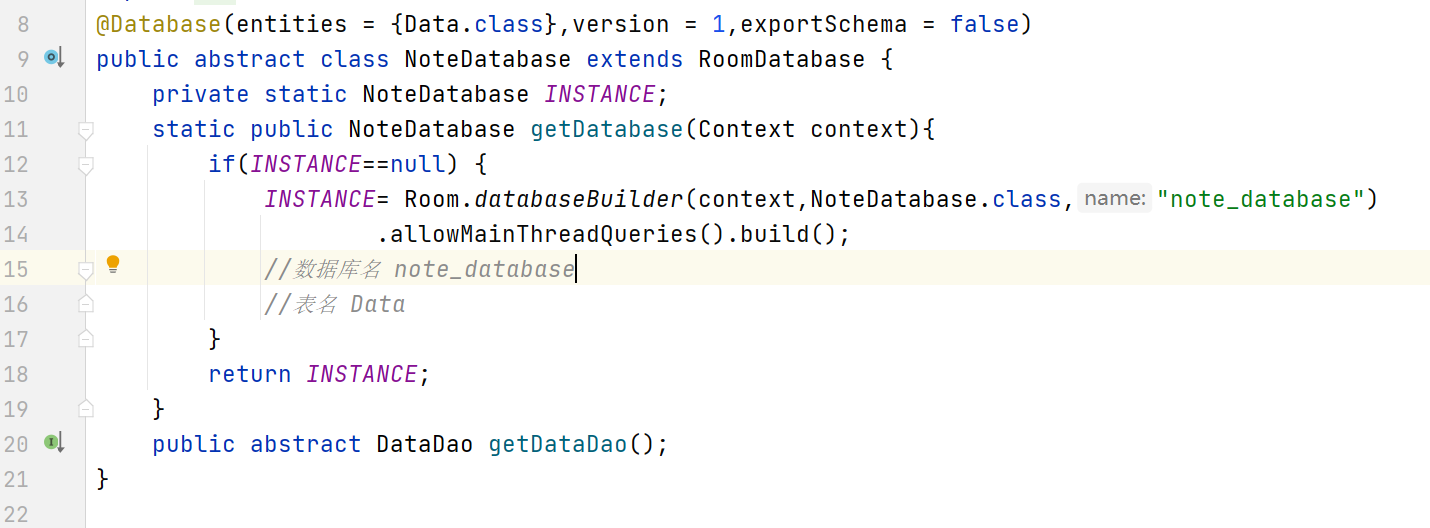 8 @Database(entities = {Data.class},version = 1,exportSchema = false)
9 public abstract class NoteDatabase extends RoomDatabase {
10 private static NoteDatabase INSTANCE;
11 static public NoteDatabase getDatabase(Context context){
12 if(INSTANCE==null) {
13 INSTANCE= Room.databaseBuilder(context,NoteDatabase.class, name: "note_database")
14 .allowMainThreadQueries().build();
15 //数据库名 note_database
16 //表名 Data
17 }
18 return INSTANCE;
19 }
20 public abstract DataDao getDataDao();
21 }
22